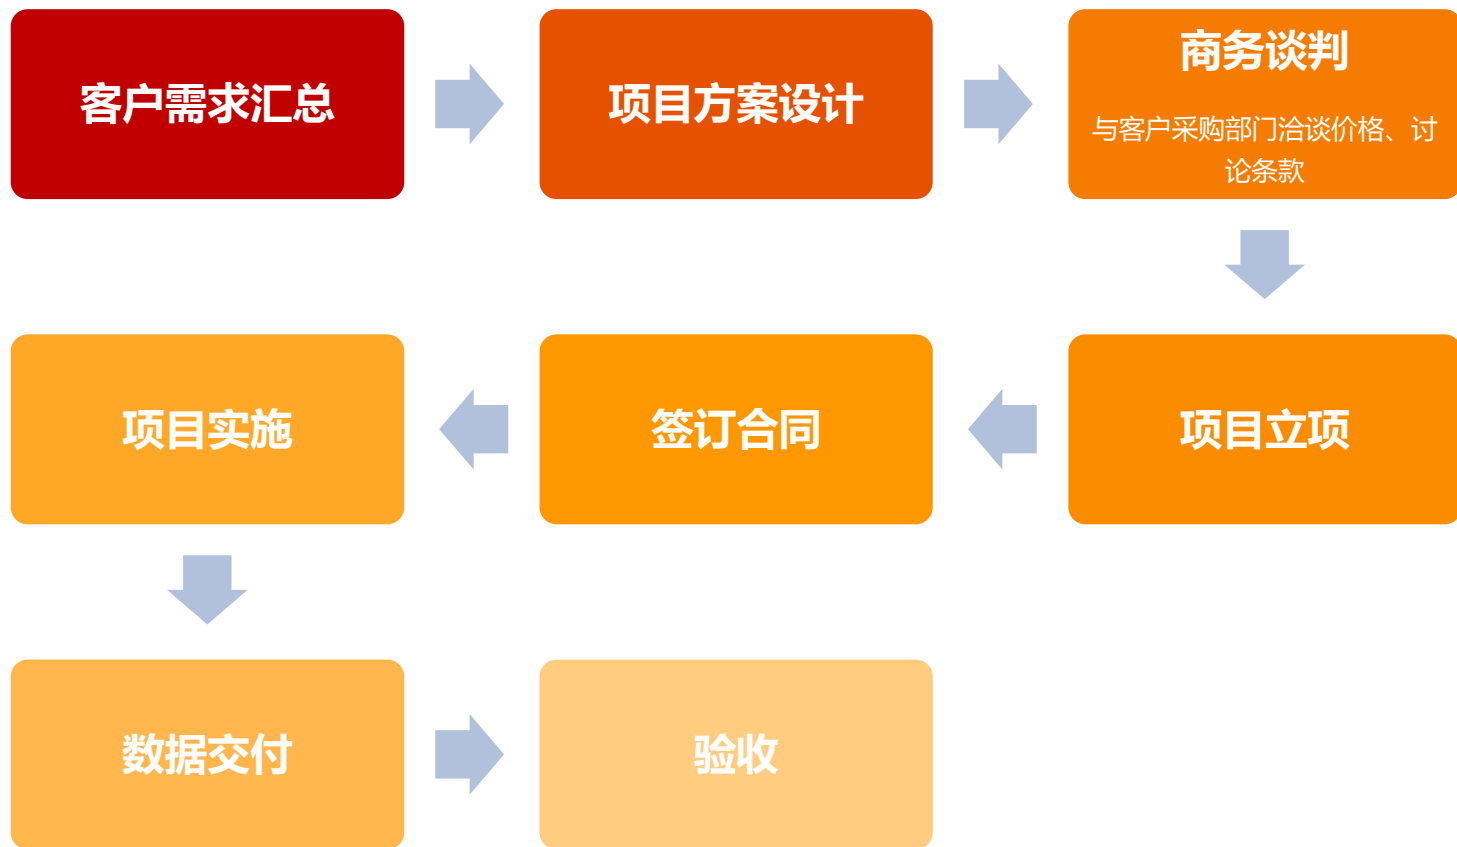 客户需求汇总
项目方案设计
商务谈判
与客户采购部门洽谈价格、讨
论条款
项目立项
签订合同
项目实施
数据交付
验收